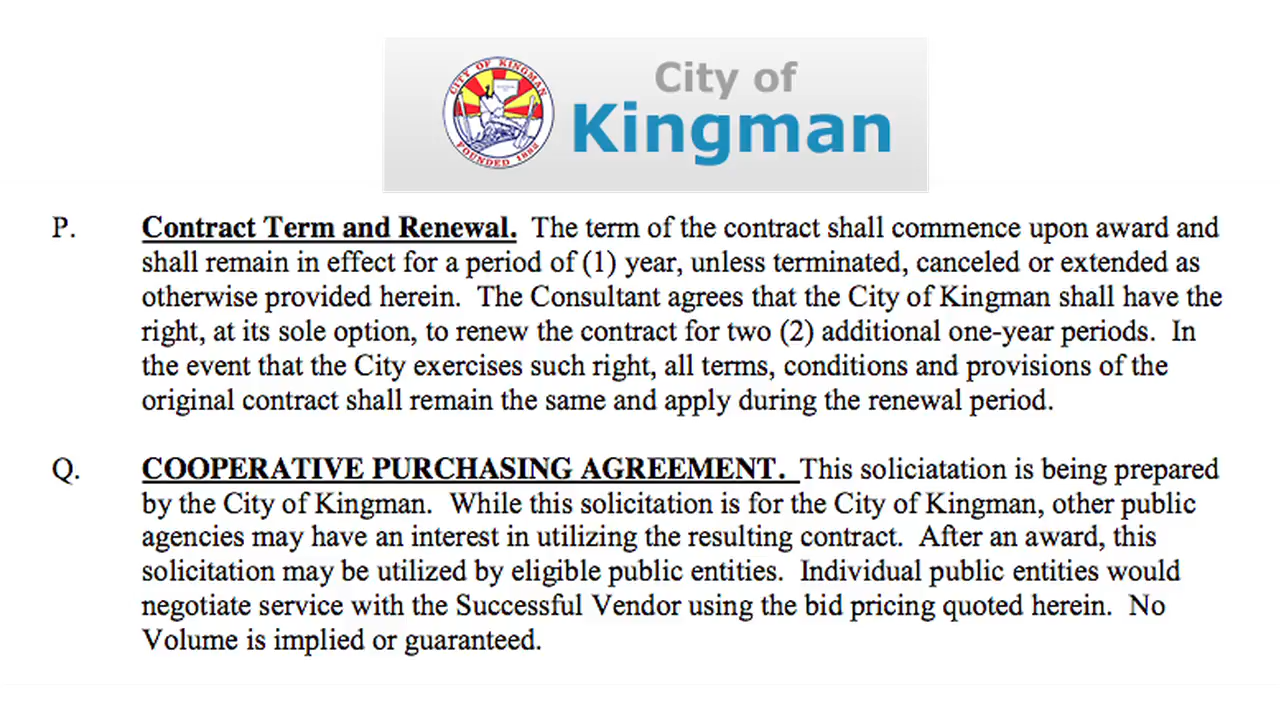 CITY OF KINGMAN
FOUNDED 1882
City of
Kingman
P. Contract Term and Renewal. The term of the contract shall commence upon award and
shall remain in effect for a period of (1) year, unless terminated, canceled or extended as
otherwise provided herein. The Consultant agrees that the City of Kingman shall have the
right, at its sole option, to renew the contract for two (2) additional one-year periods. In
the event that the City exercises such right, all terms, conditions and provisions of the
original contract shall remain the same and apply during the renewal period.
Q. COOPERATIVE PURCHASING AGREEMENT. This soliciatation is being prepared
by the City of Kingman. While this solicitation is for the City of Kingman, other public
agencies may have an interest in utilizing the resulting contract. After an award, this
solicitation may be utilized by eligible public entities. Individual public entities would
negotiate service with the Successful Vendor using the bid pricing quoted herein. No
Volume is implied or guaranteed.